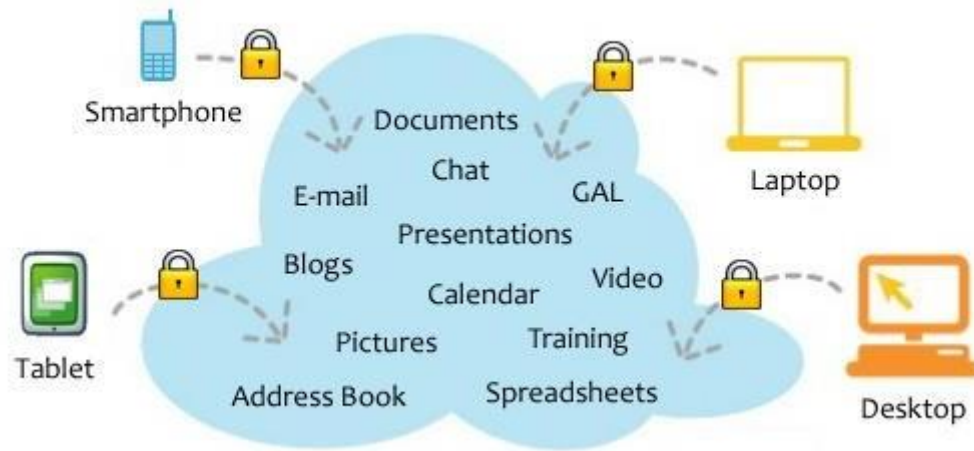 Smartphone
Documents
Chat
E-mail
GAL
Laptop
Presentations
Blogs
Video
Calendar
Tablet
Pictures
Training
Address Book
Spreadsheets
Desktop